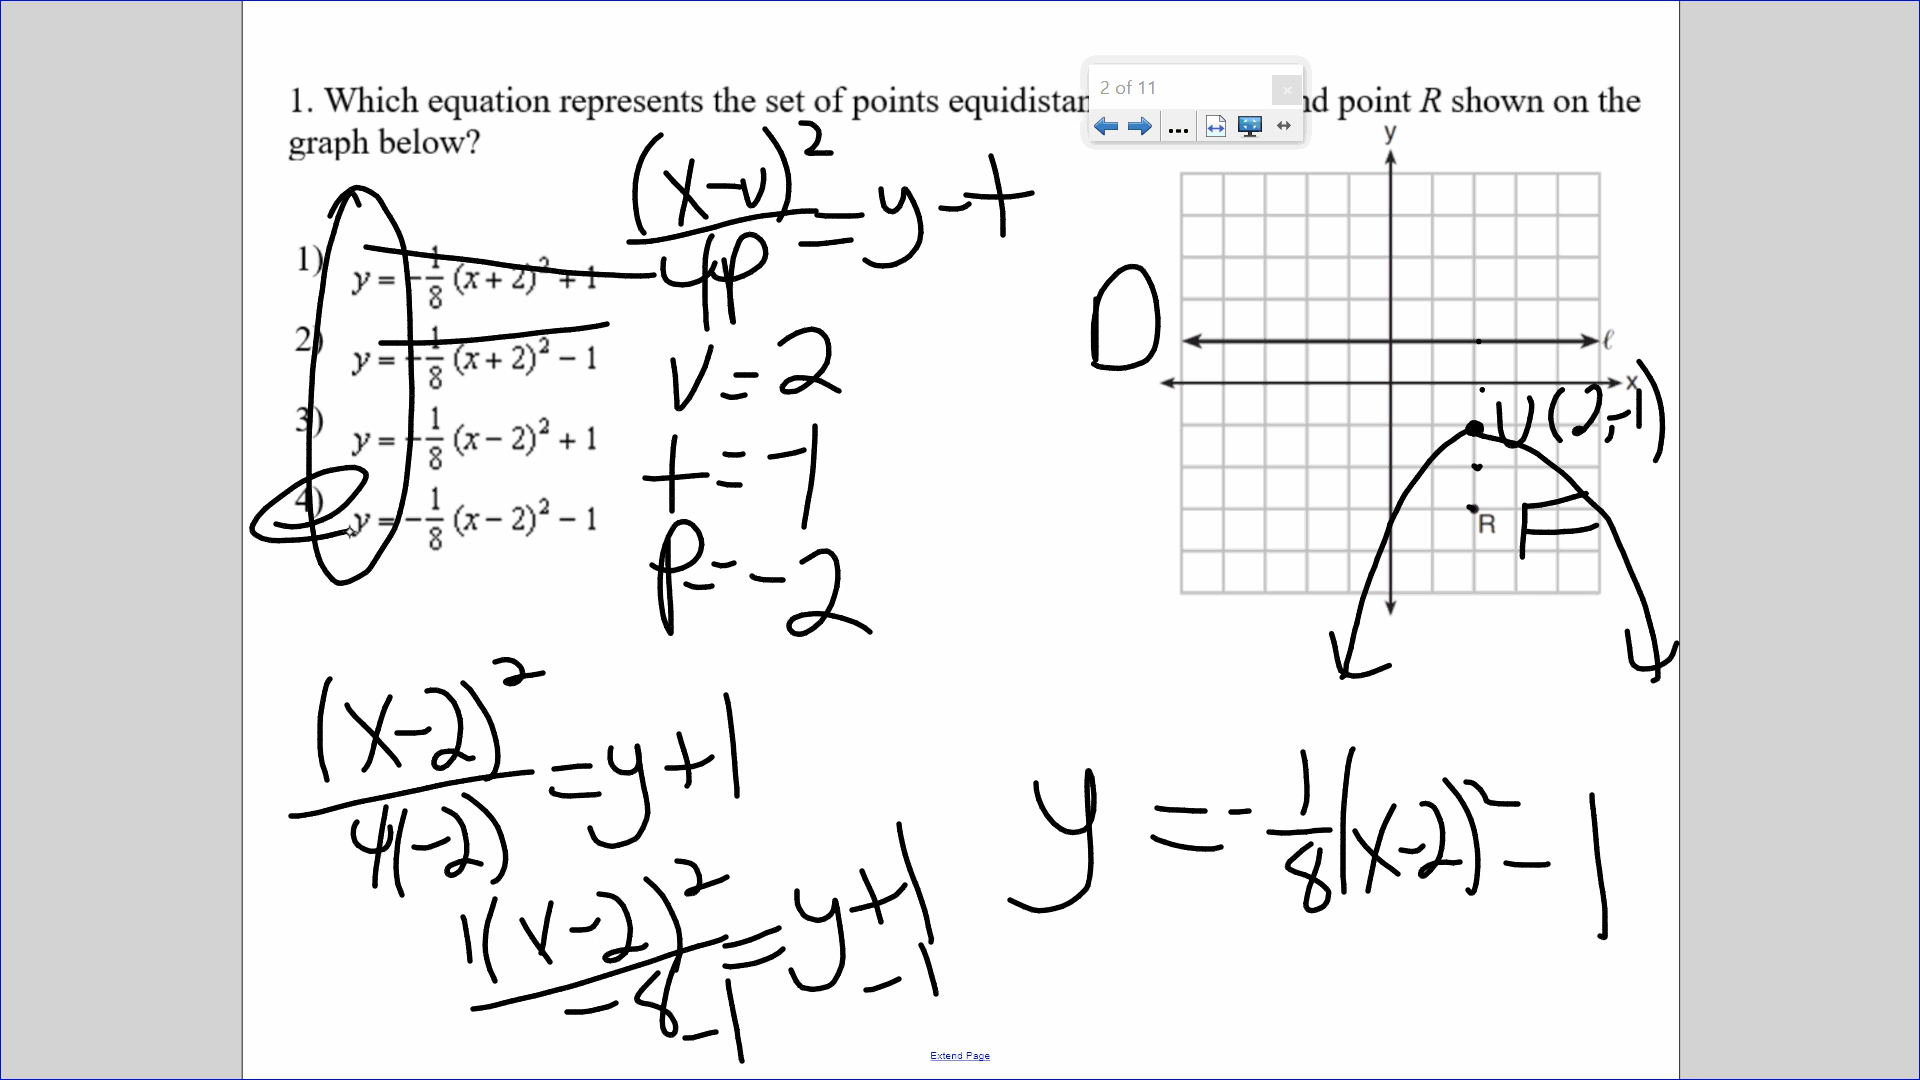 1. Which equation represents the set of points equidistan nd point R shown on the
graph below?
2 of 11
(x-v)²/4p = y-t
1) y = -1/8 (x + 2)² + 1
2) y = -1/8 (x + 2)² - 1
3) y = -1/8 (x - 2)² + 1
4) y = -1/8 (x - 2)² - 1
v = 2
t = -1
p = -2
D
y
ℓ
x
V(2,-1)
R
F
(x-2)²/4(-2) = y+1
1(x-2)²/-8 = y+1
-1 -1
y = -1/8(x-2)² - 1
Extend Page